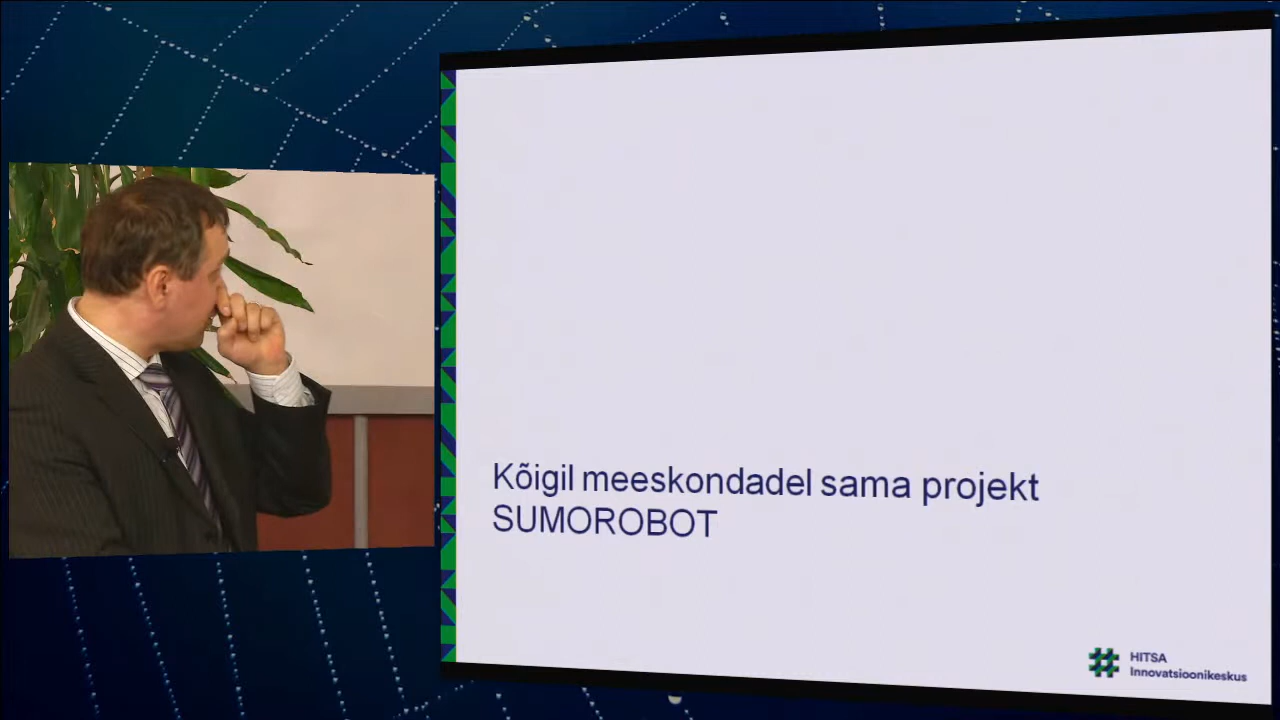 Kõigil meeskondadel sama projekt
SUMOROBOT
HITSA
Innovatsioonikeskus